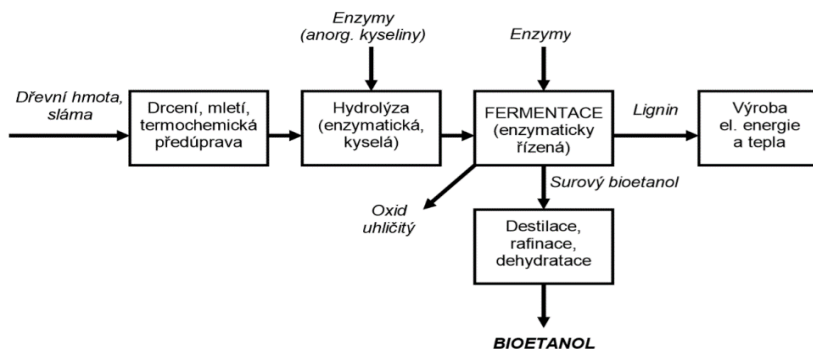 Enzymy
(anorg. kyseliny)
Enzymy
Dřevní hmota,
sláma
Drcení, mletí,
termochemická
předúprava
Hydrolýza
(enzymatická,
kyselá)
FERMENTACE
(enzymaticky
řízená)
Lignin
Výroba
el. energie
a tepla
Oxid
uhličitý
Surový bioetanol
Destilace,
rafinace,
dehydratace
BIOETANOL